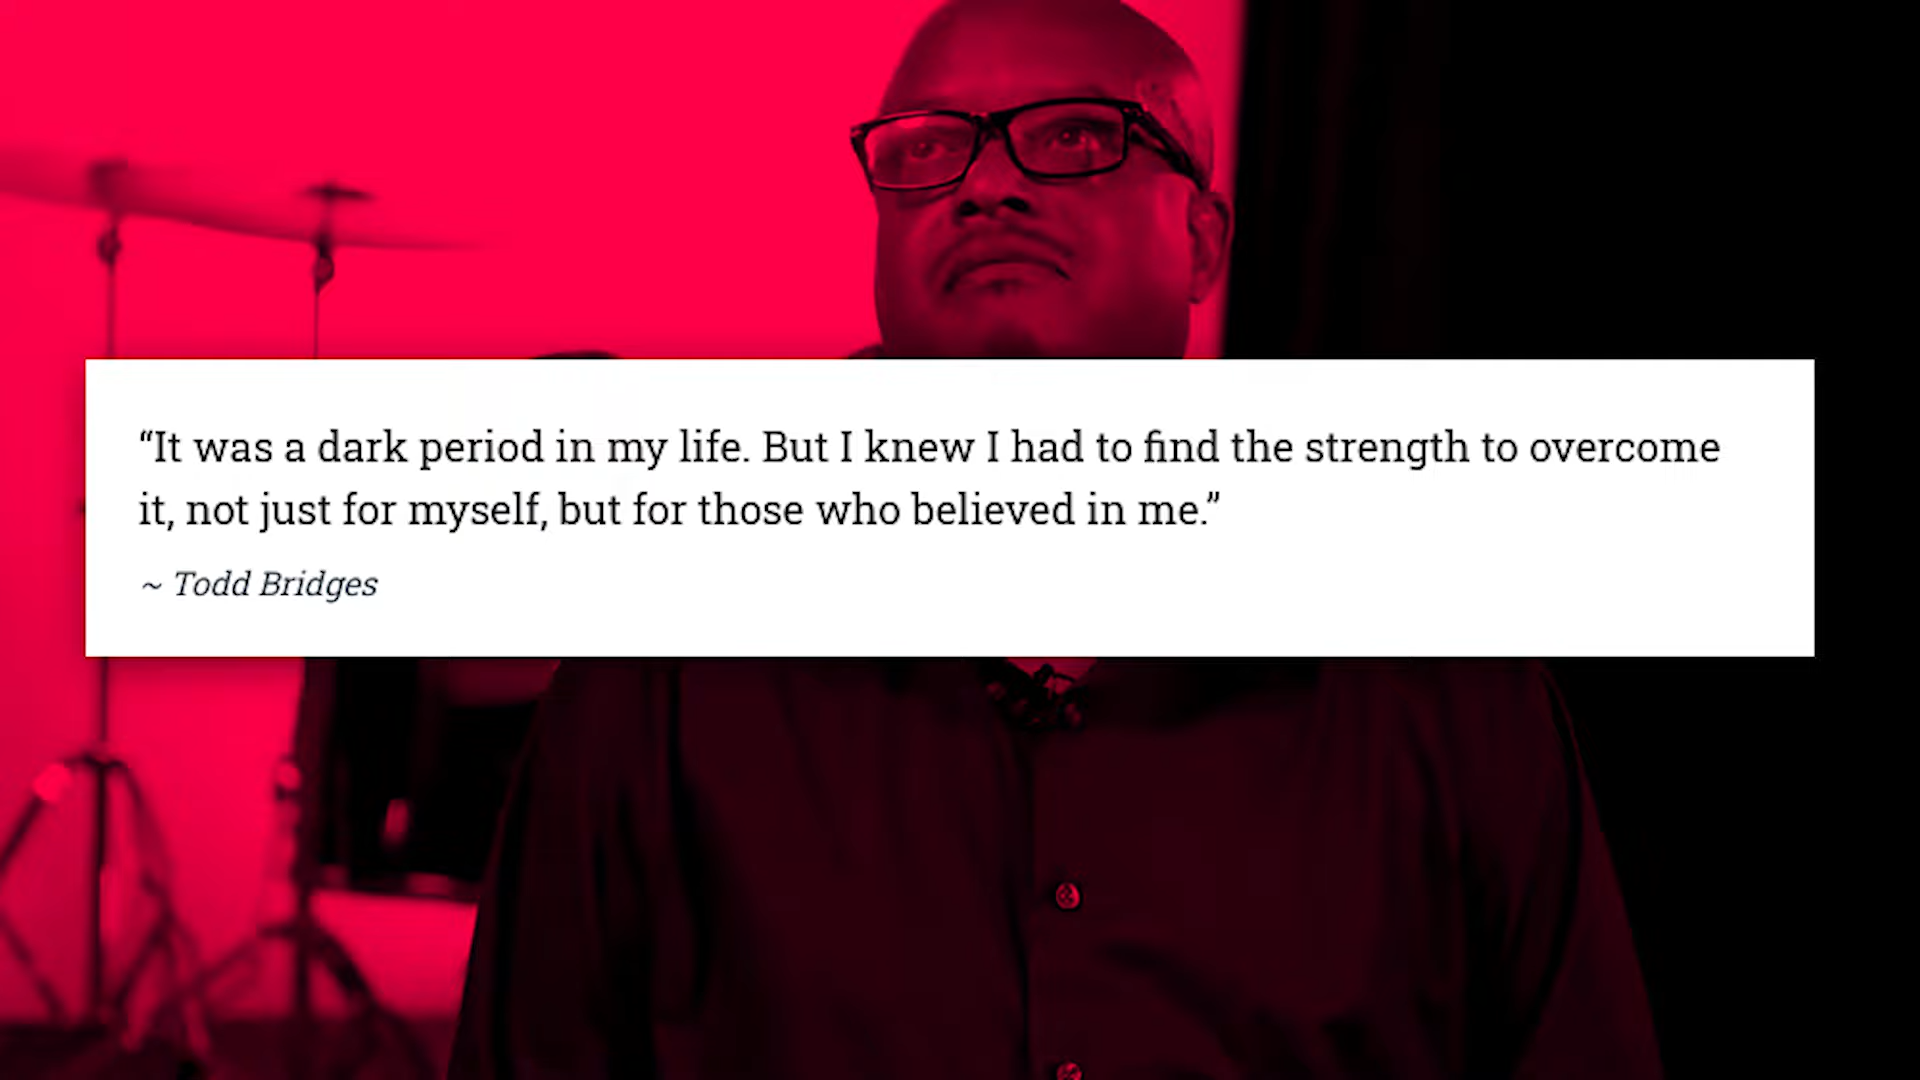 “It was a dark period in my life. But I knew I had to find the strength to overcome
it, not just for myself, but for those who believed in me.”
~ Todd Bridges